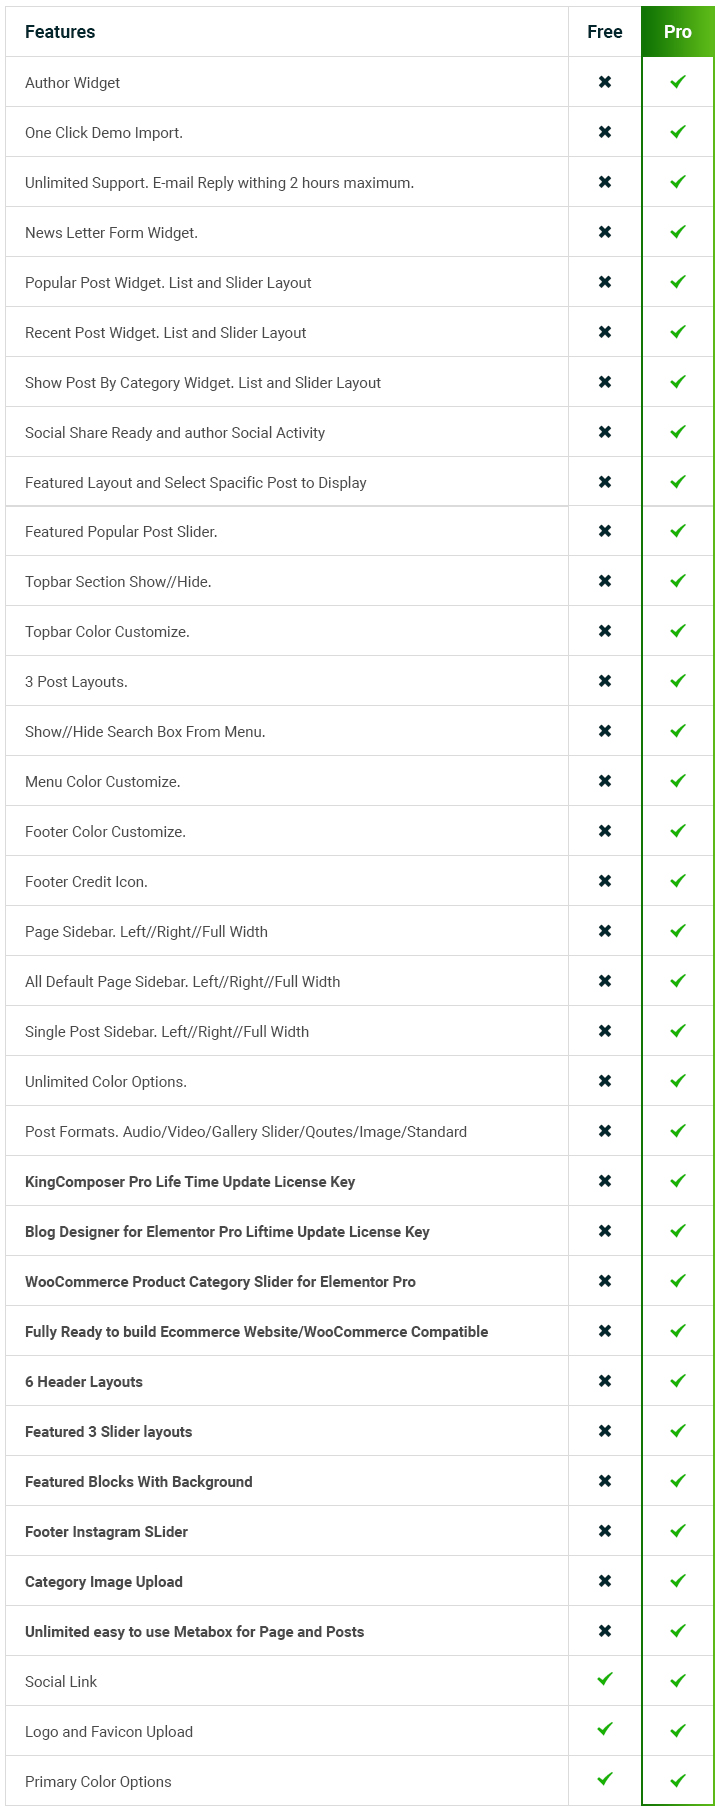 Features Free Pro
Author Widget ✖ ✔
One Click Demo Import. ✖ ✔
Unlimited Support. E-mail Reply withing 2 hours maximum. ✖ ✔
News Letter Form Widget. ✖ ✔
Popular Post Widget. List and Slider Layout ✖ ✔
Recent Post Widget. List and Slider Layout ✖ ✔
Show Post By Category Widget. List and Slider Layout ✖ ✔
Social Share Ready and author Social Activity ✖ ✔
Featured Layout and Select Spacific Post to Display ✖ ✔
Featured Popular Post Slider. ✖ ✔
Topbar Section Show//Hide. ✖ ✔
Topbar Color Customize. ✖ ✔
3 Post Layouts. ✖ ✔
Show//Hide Search Box From Menu. ✖ ✔
Menu Color Customize. ✖ ✔
Footer Color Customize. ✖ ✔
Footer Credit Icon. ✖ ✔
Page Sidebar. Left//Right//Full Width ✖ ✔
All Default Page Sidebar. Left//Right//Full Width ✖ ✔
Single Post Sidebar. Left//Right//Full Width ✖ ✔
Unlimited Color Options. ✖ ✔
Post Formats. Audio/Video/Gallery Slider/Qoutes/Image/Standard ✖ ✔
KingComposer Pro Life Time Update License Key ✖ ✔
Blog Designer for Elementor Pro Liftime Update License Key ✖ ✔
WooCommerce Product Category Slider for Elementor Pro ✖ ✔
Fully Ready to build Ecommerce Website/WooCommerce Compatible ✖ ✔
6 Header Layouts ✖ ✔
Featured 3 Slider layouts ✖ ✔
Featured Blocks With Background ✖ ✔
Footer Instagram SLider ✖ ✔
Category Image Upload ✖ ✔
Unlimited easy to use Metabox for Page and Posts ✖ ✔
Social Link ✔ ✔
Logo and Favicon Upload ✔ ✔
Primary Color Options ✔ ✔